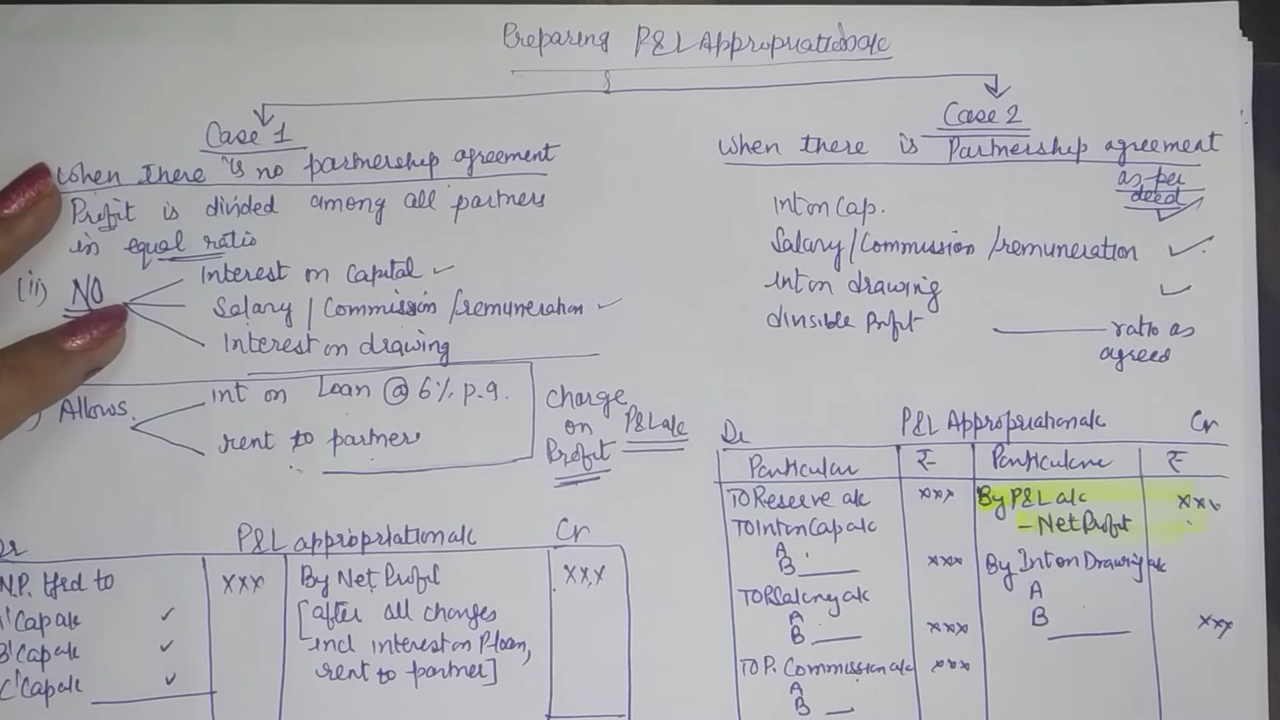 Preparing P&L Appropriation a/c
Case 1
When there is no partnership agreement
Profit is divided among all partners
in equal ratio
(ii) NO
Interest on Capital ✓
Salary / Commission /remuneration ✓
Interest on drawing
) Allows
int on Loan @ 6% p.a.
rent to partner
charge
on
Profit
P&L a/c
P&L appropriation a/c
Cr
N.P. tfrd to
xxx
By Net Profit
xxx
A' Cap a/c ✓
[after all charges
B' Cap a/c ✓
incl interest on P. loan,
C' Cap a/c ✓
rent to partner]
Case 2
When there is Partnership agreement
as per
deed
Int on Cap. ✓
Salary/Commission /remuneration ✓
Int on drawing ✓
divisible Profit
ratio as
agreed
Dr
P&L Appropriation a/c
Cr
Particular
₹
Particular
₹
To Reserve a/c
xxx
By P&L a/c
xxx
To Int on Cap a/c
- Net Profit
A
B
xxx
By Int on Drawing a/c
A
B
xxx
To P. Salary a/c
A
B
xxx
To P. Commission a/c
xxx
A
B